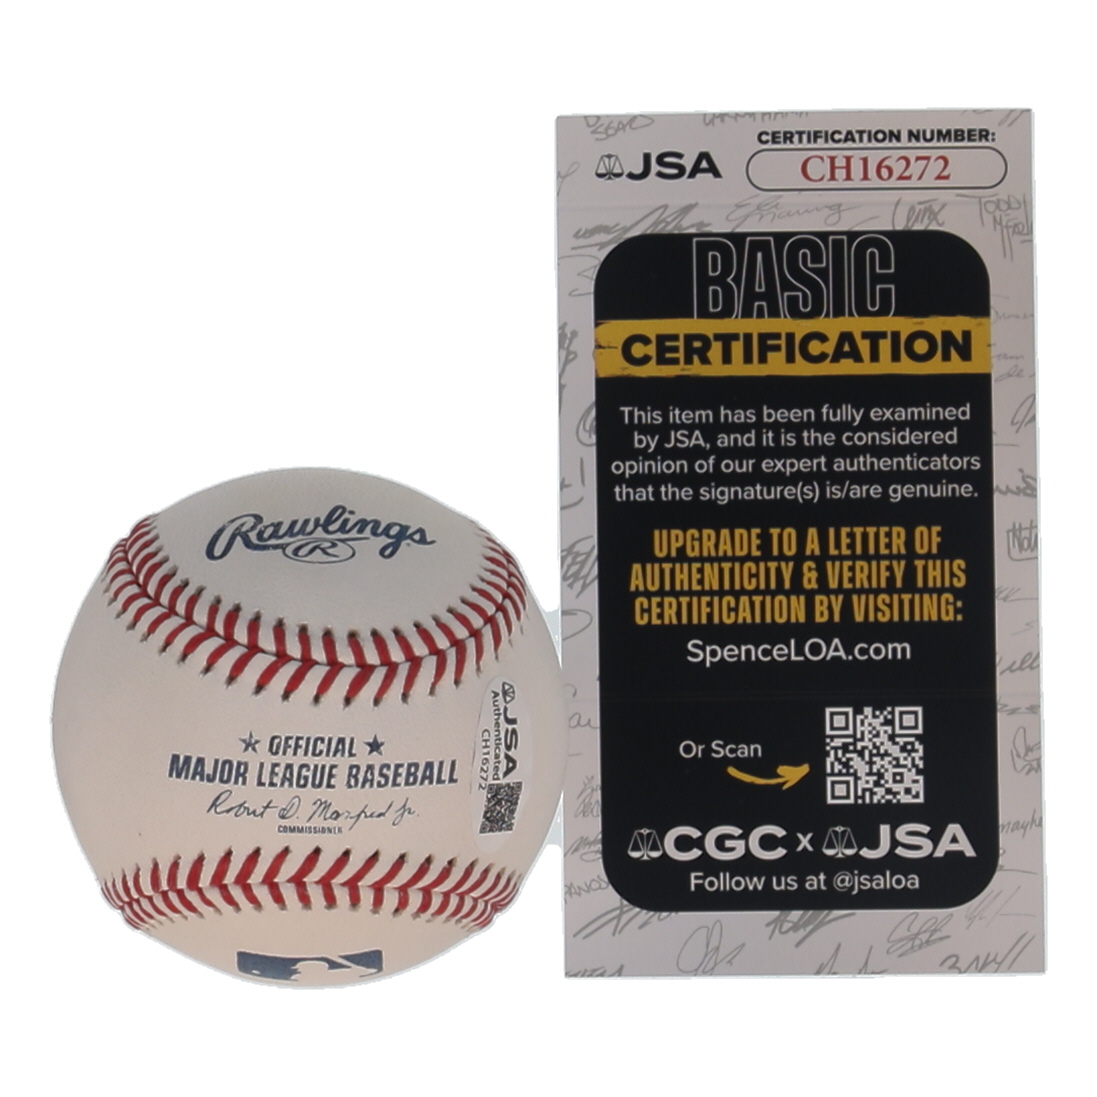 Rawlings
R
OFFICIAL
MAJOR LEAGUE BASEBALL
Robert D. Manfred Jr.
COMMISSIONER
JSA
Authenticated
CH16272
JSA
CERTIFICATION NUMBER:
CH16272
BASIC
CERTIFICATION
This item has been fully examined
by JSA, and it is the considered
opinion of our expert authenticators
that the signature(s) is/are genuine.
UPGRADE TO A LETTER OF
AUTHENTICITY & VERIFY THIS
CERTIFICATION BY VISITING:
SpenceLOA.com
Or Scan
CGC x JSA
Follow us at @jsaloa